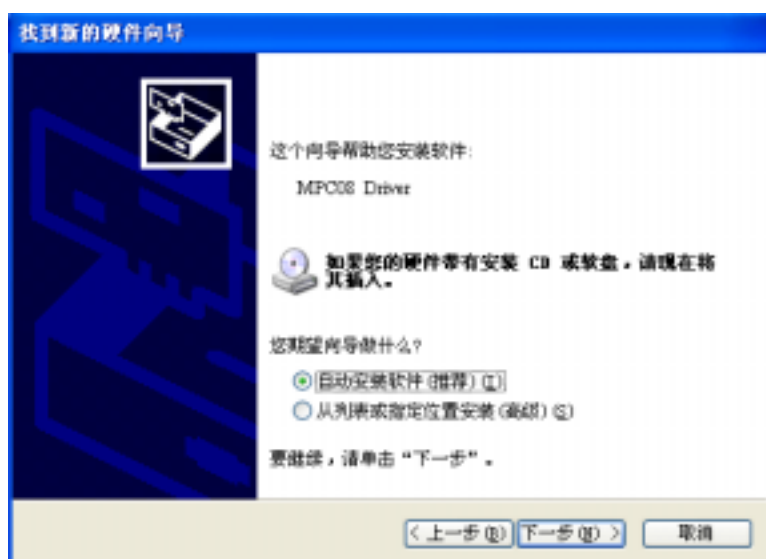 找到新的硬件向导
这个向导帮助您安装软件:
MPC08 Driver
如果您的硬件带有安装 CD 或软盘，请现在将
其插入。
您期望向导做什么?
自动安装软件(推荐)(I)
从列表或指定位置安装(高级)(S)
要继续，请单击“下一步”。
< 上一步(B) 下一步(N) > 取消